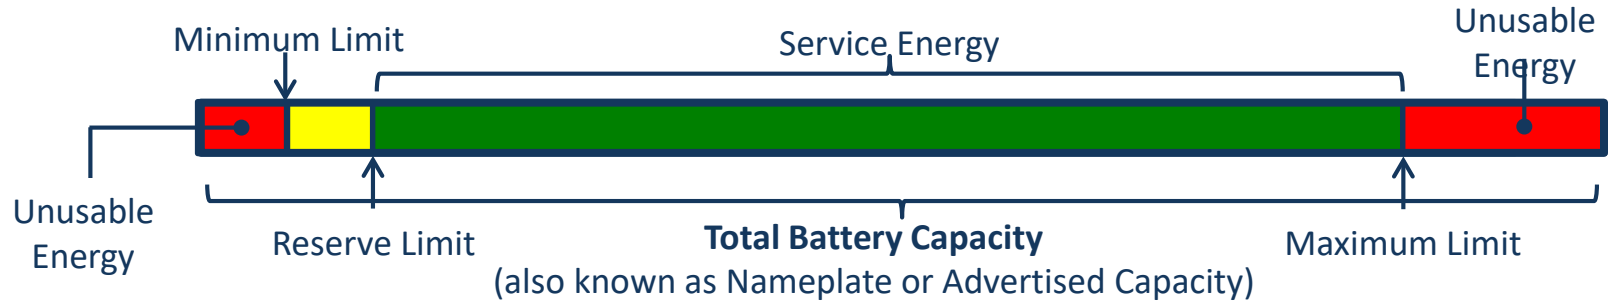 Minimum Limit
Service Energy
Unusable
Energy
Unusable
Energy
Reserve Limit
Total Battery Capacity
(also known as Nameplate or Advertised Capacity)
Maximum Limit